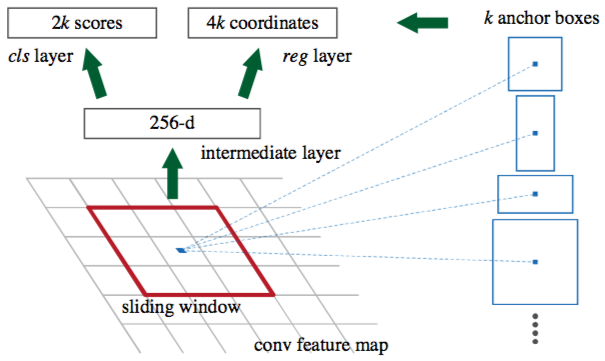 2k scores
4k coordinates
k anchor boxes
cls layer
reg layer
256-d
intermediate layer
sliding window
conv feature map